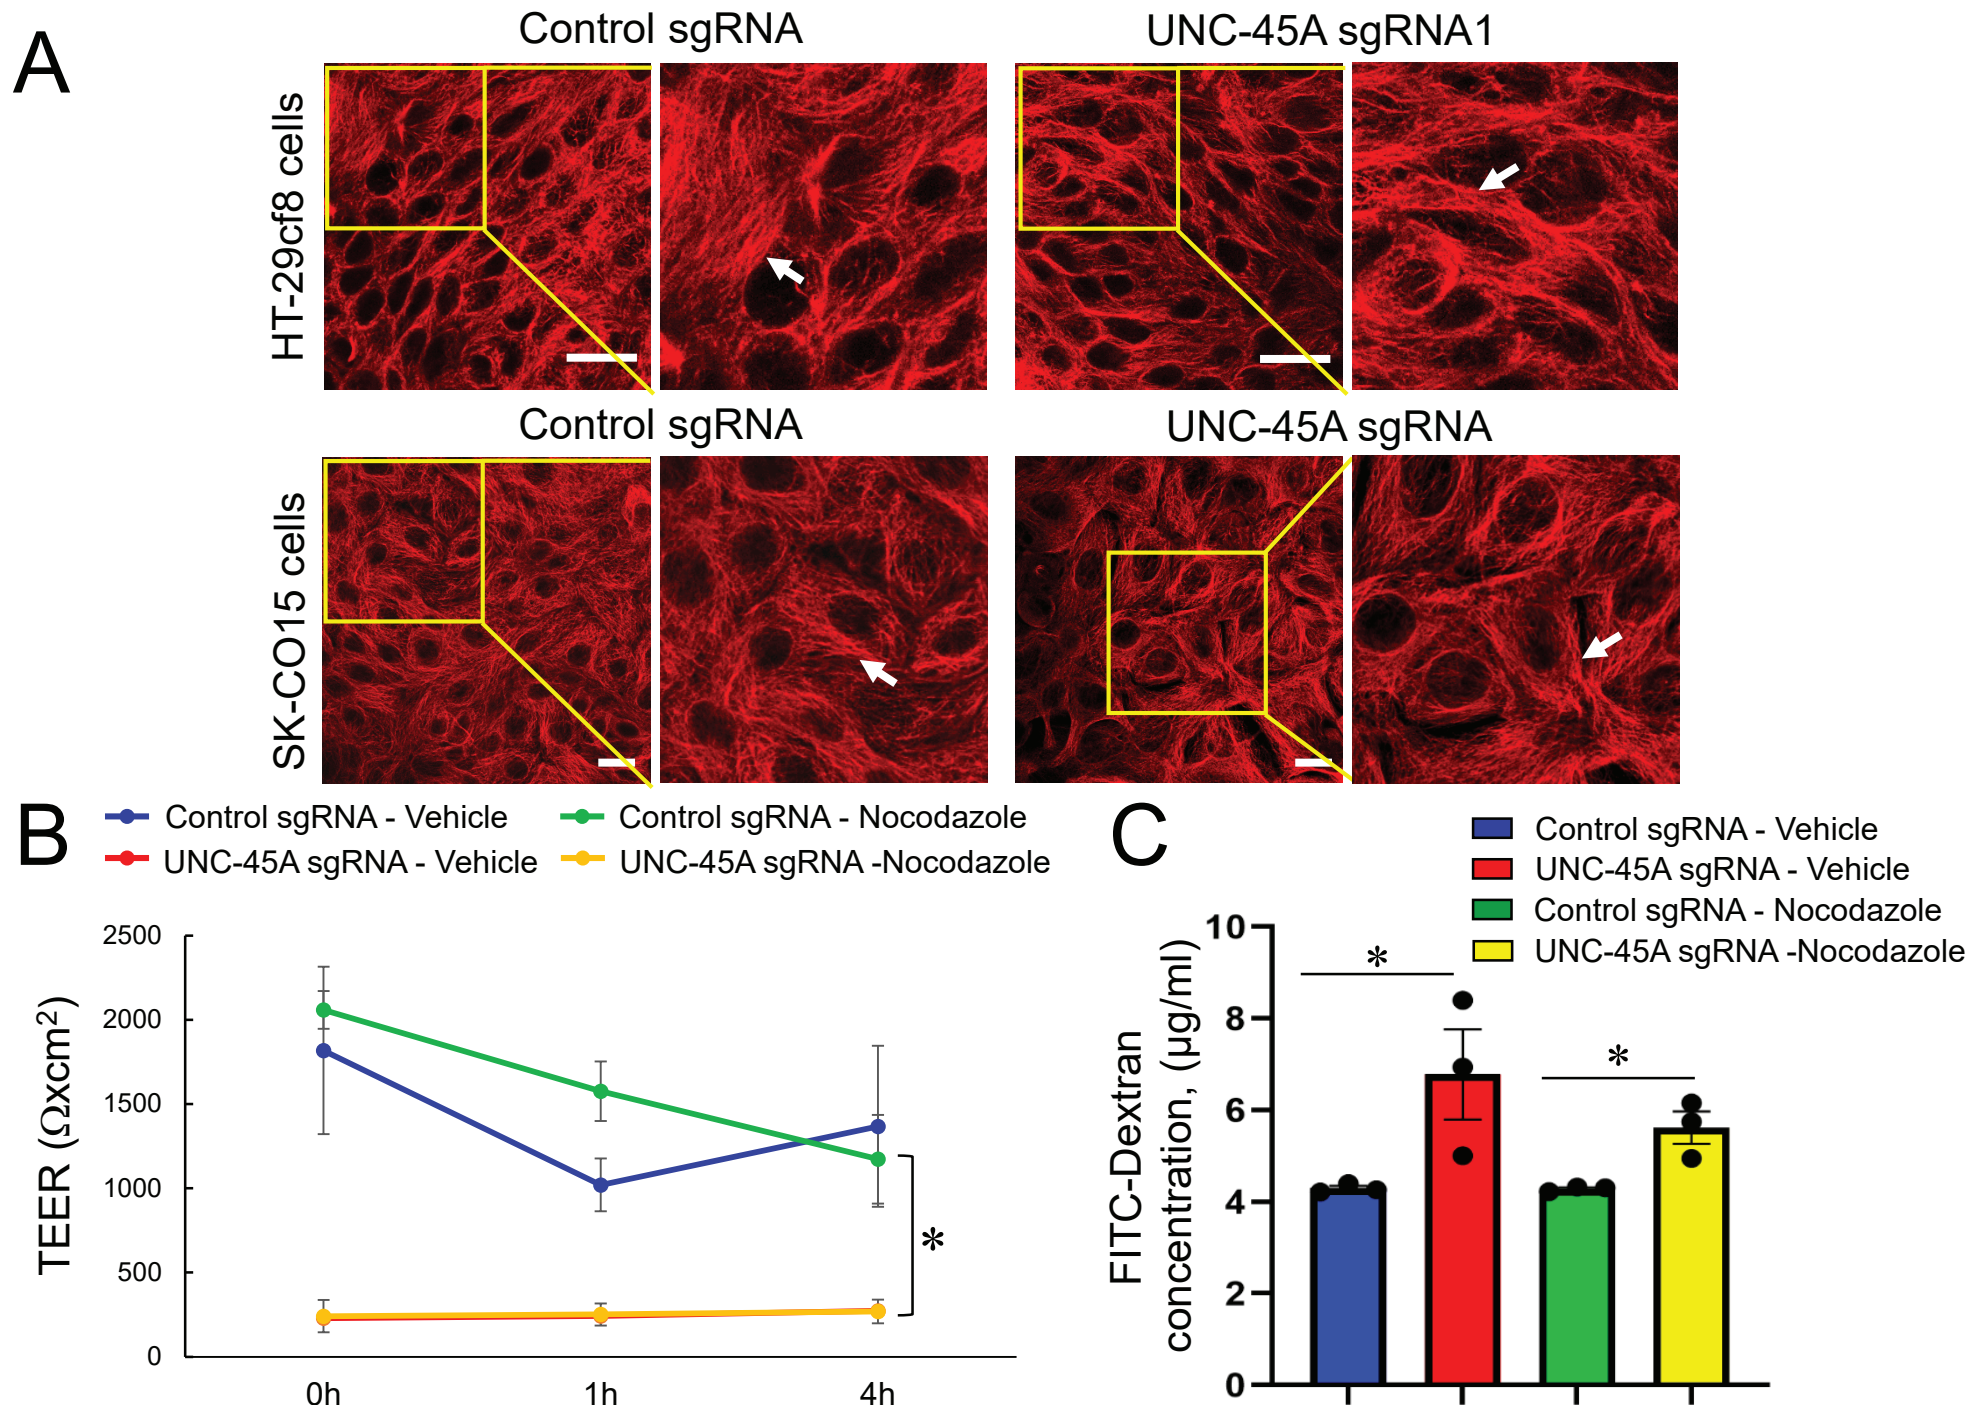 A
Control sgRNA
UNC-45A sgRNA1
HT-29cf8 cells
Control sgRNA
UNC-45A sgRNA
SK-CO15 cells
B
Control sgRNA - Vehicle
Control sgRNA - Nocodazole
UNC-45A sgRNA - Vehicle
UNC-45A sgRNA -Nocodazole
TEER (Ωxcm²)
2500
2000
1500
1000
500
0
0h
1h
4h
*
C
Control sgRNA - Vehicle
UNC-45A sgRNA - Vehicle
Control sgRNA - Nocodazole
UNC-45A sgRNA -Nocodazole
FITC-Dextran
concentration, (μg/ml)
10
8
6
4
2
0
*
*